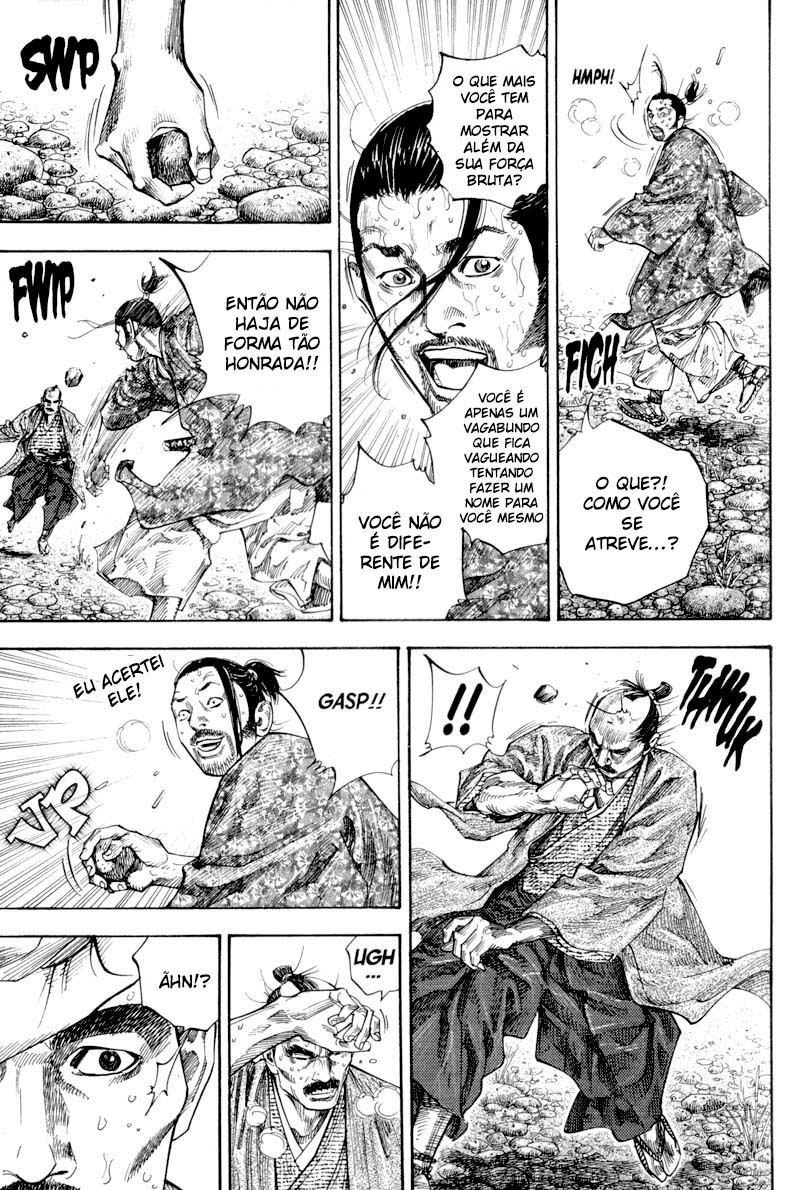 HMPH!
FICH
O QUE?!
COMO VOCÊ
SE
ATREVE...?
O QUE MAIS
VOCÊ TEM
PARA
MOSTRAR
ALÉM DA
SUA FORÇA
BRUTA?
VOCÊ É
APENAS UM
VAGABUNDO
QUE FICA
VAGUEANDO
TENTANDO
FAZER UM
NOME PARA
VOCÊ MESMO
VOCÊ NÃO
É DIFE-
RENTE DE
MIM!!
SWP
FWIP
ENTÃO NÃO
HAJA DE
FORMA TÃO
HONRADA!!
TUMUK
!!
GASP!!
EU ACERTEI
ELE!
VP
UGH
...
ÃHN!?